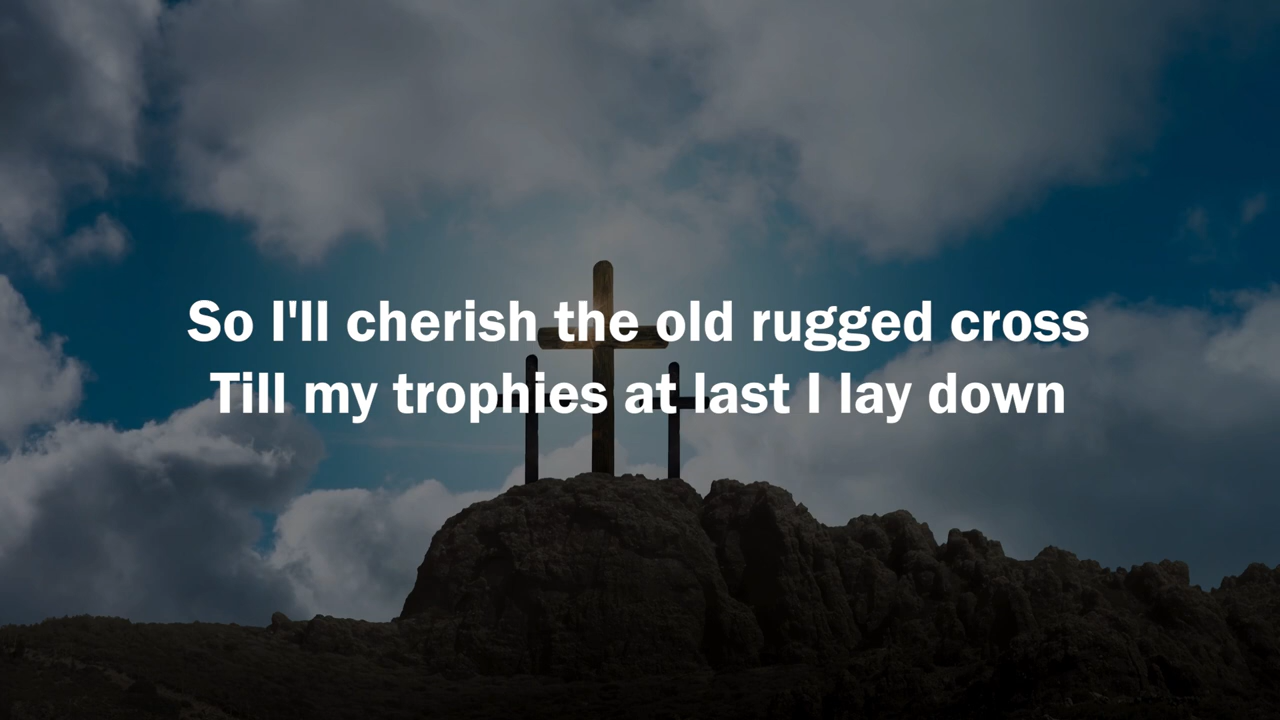 So I'll cherish the old rugged cross
Till my trophies at last I lay down